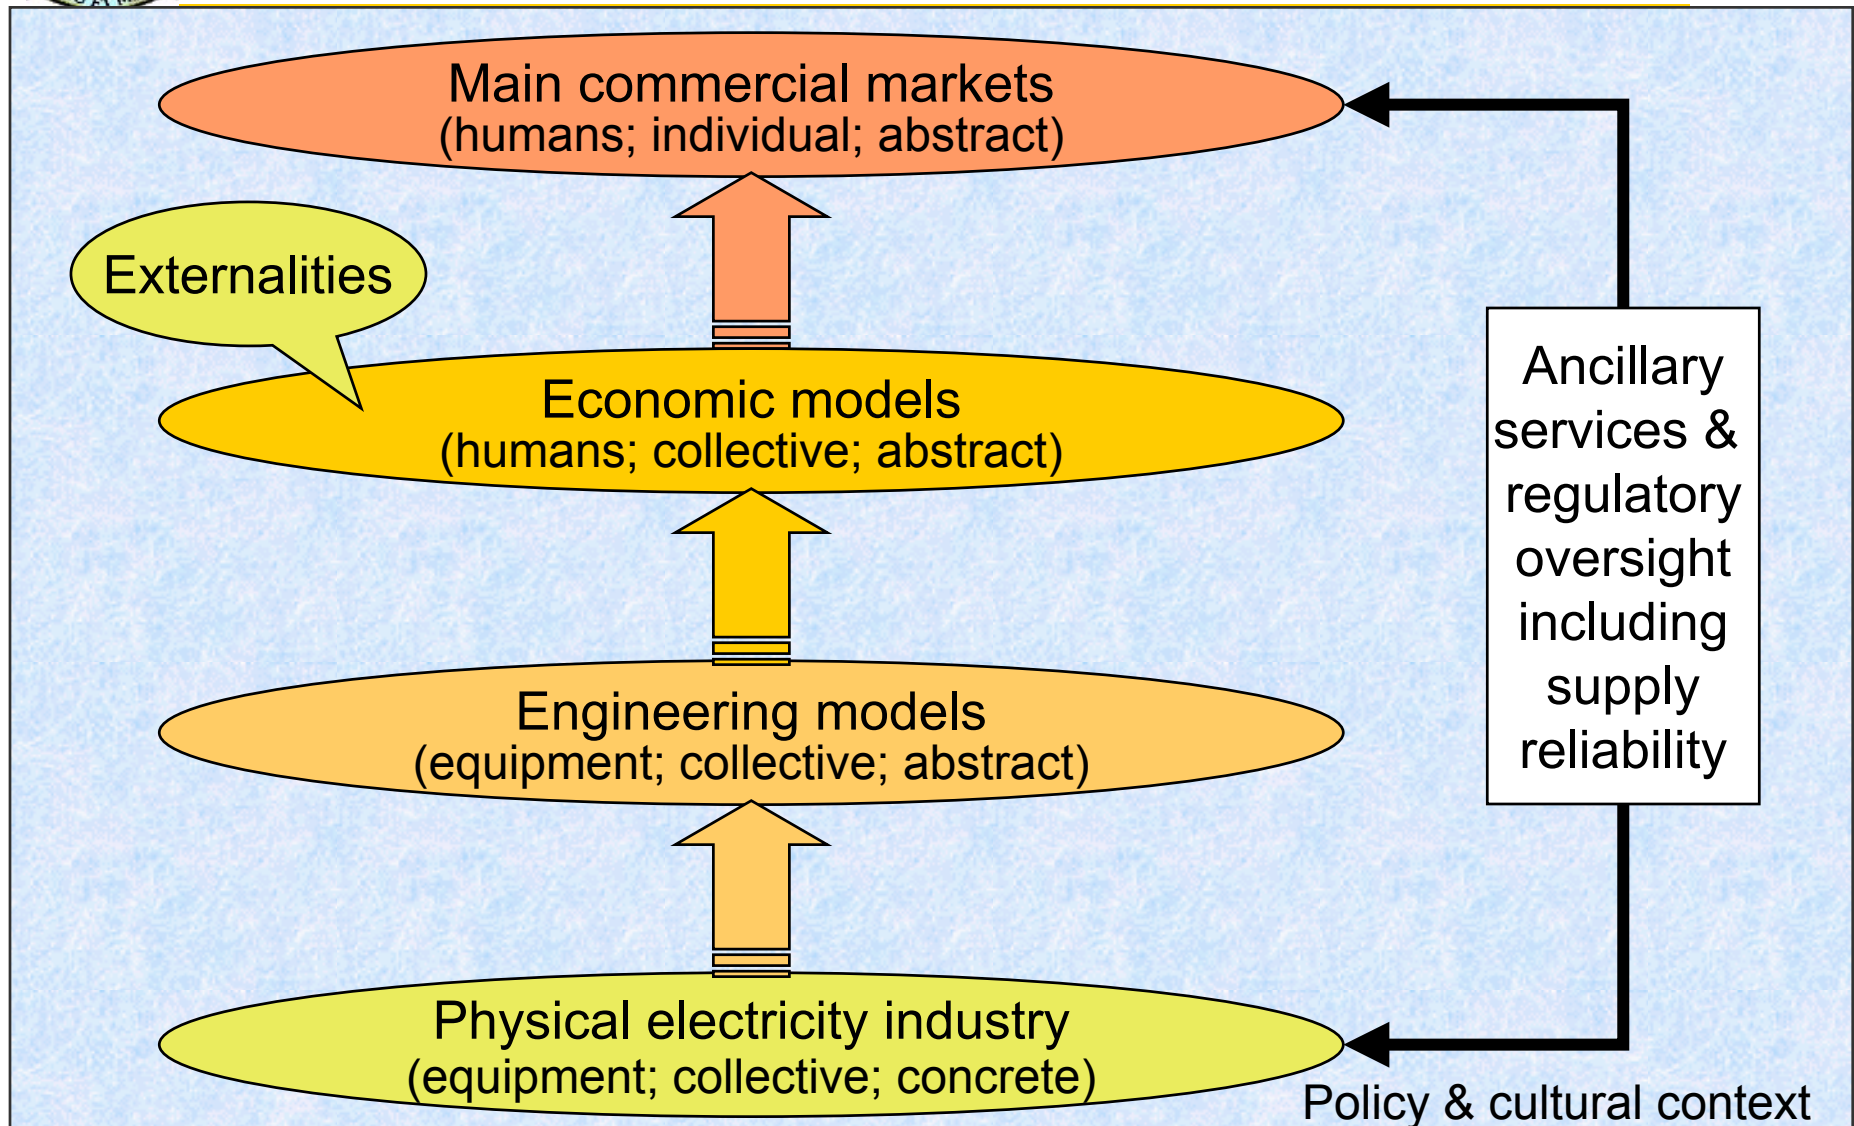 Main commercial markets
(humans; individual; abstract)
Externalities
Economic models
(humans; collective; abstract)
Engineering models
(equipment; collective; abstract)
Physical electricity industry
(equipment; collective; concrete)
Ancillary
services &
regulatory
oversight
including
supply
reliability
Policy & cultural context